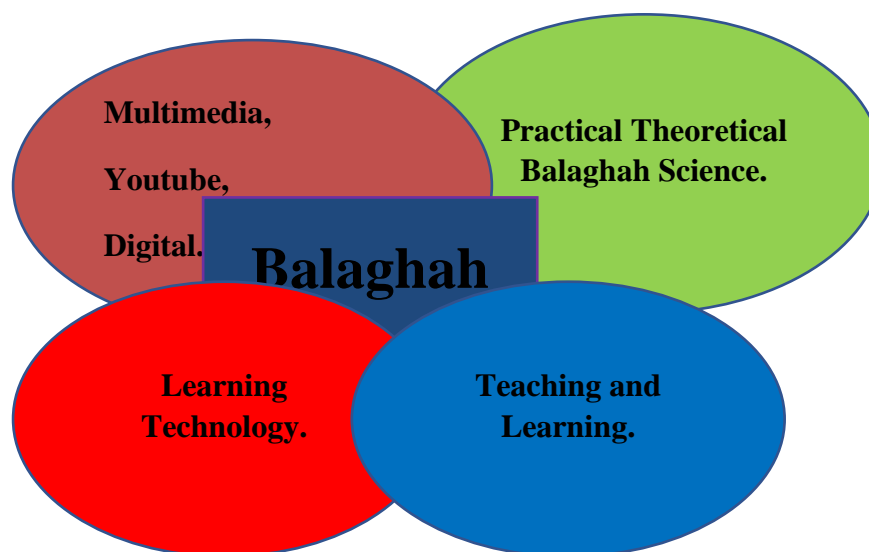 Multimedia,
Youtube,
Digital.
Practical Theoretical
Balaghah Science.
Balaghah
Learning
Technology.
Teaching and
Learning.